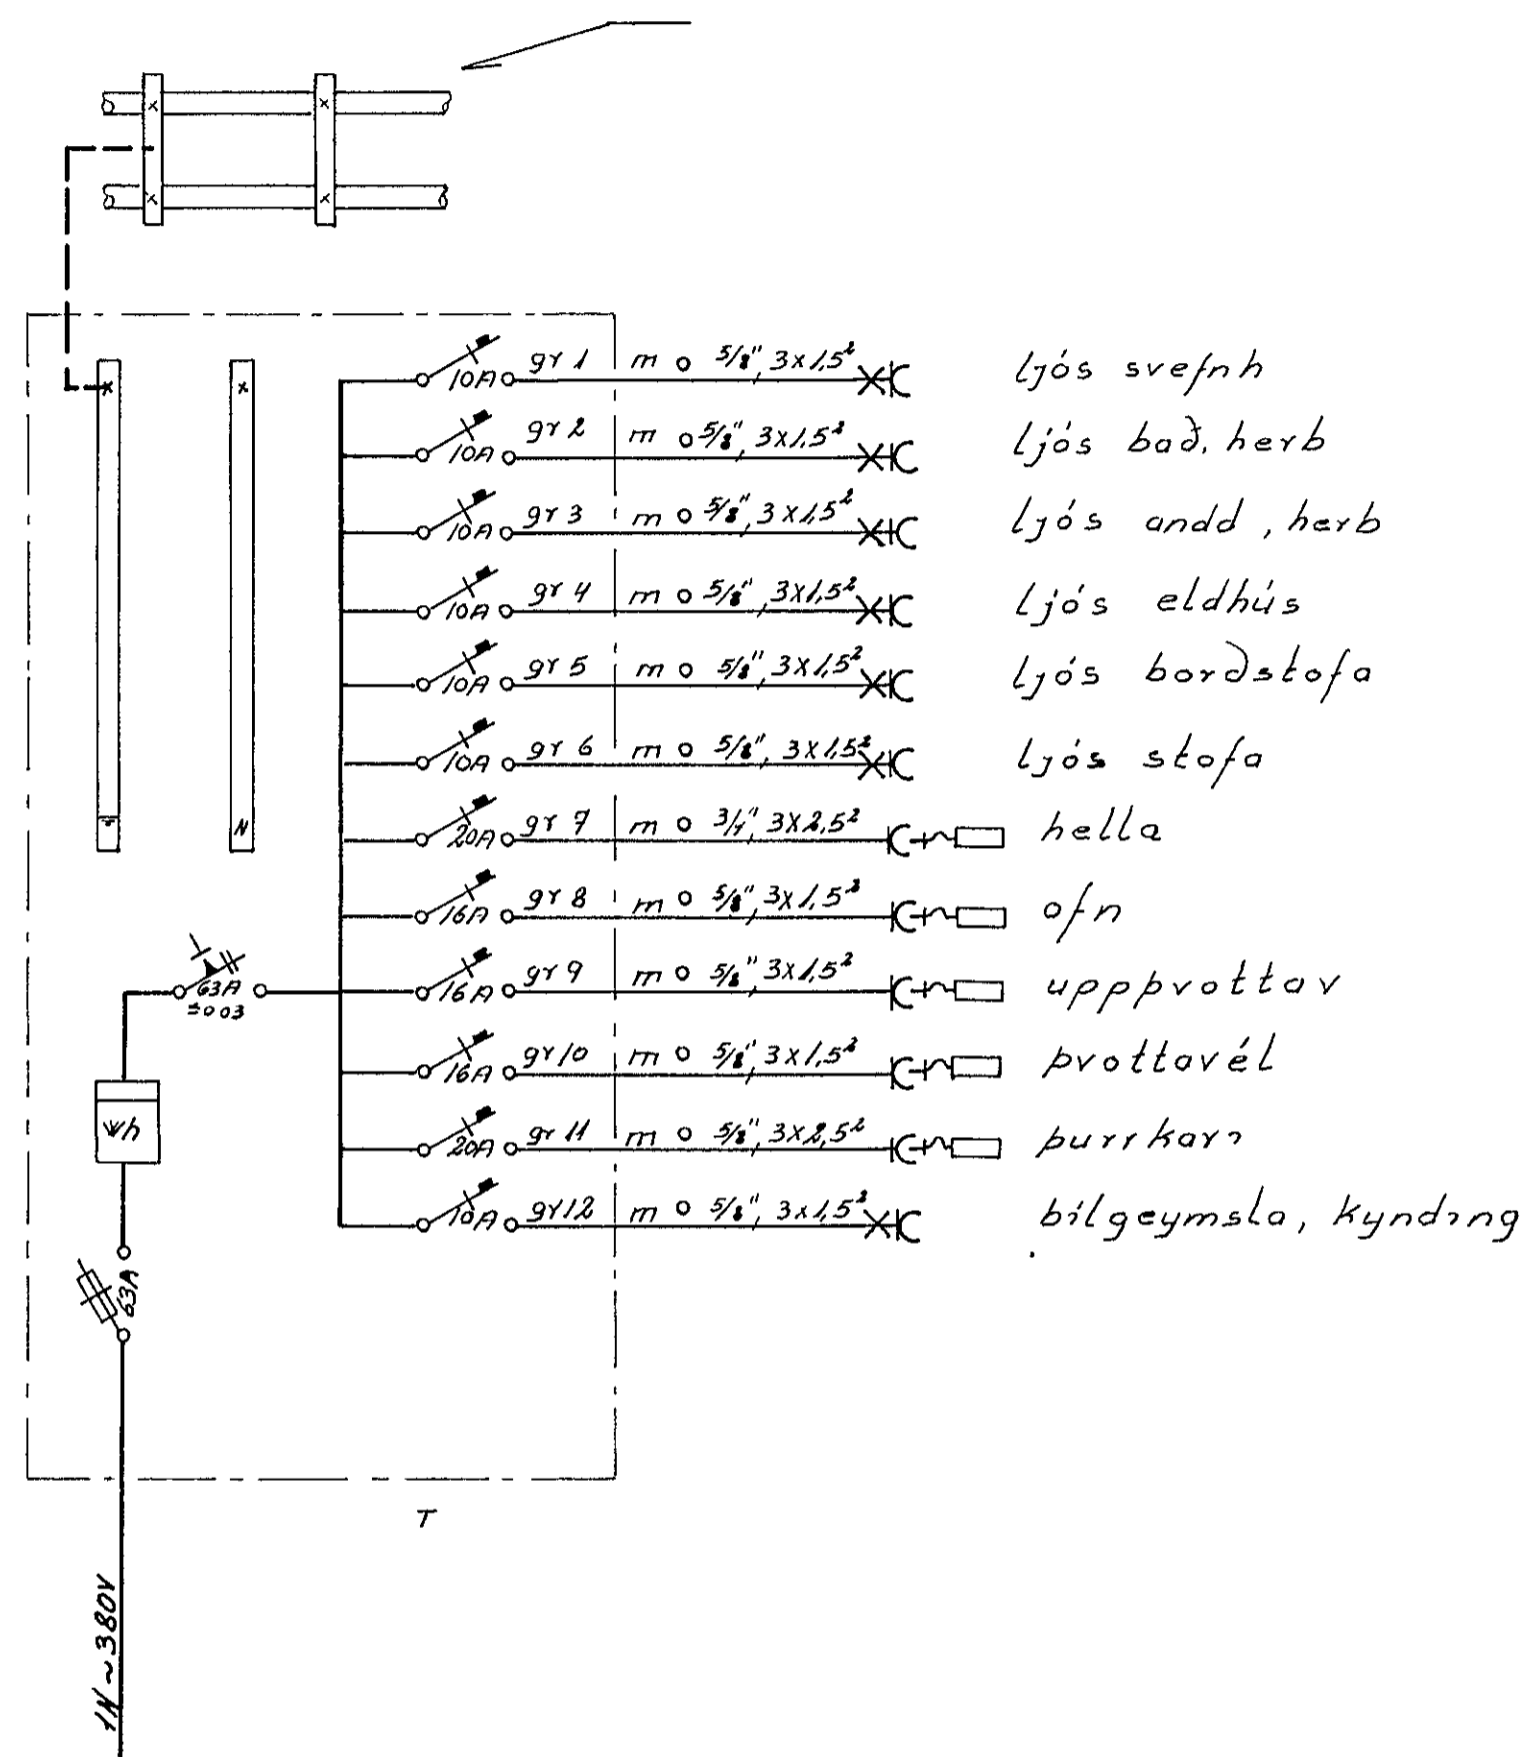 10A gr 1 m o 5/8", 3x1,5² ljós svefnh
10A gr 2 m o 5/8", 3x1,5² ljós bað, herb
10A gr 3 m o 5/8", 3x1,5² ljós andd, herb
10A gr 4 m o 5/8", 3x1,5² ljós eldhús
10A gr 5 m o 5/8", 3x1,5² ljós borðstofa
10A gr 6 m o 5/8", 3x1,5² ljós stofa
N
20A gr 7 m o 3/4", 3x2,5² hella
16A gr 8 m o 5/8", 3x1,5² ofn
63A
16A gr 9 m o 5/8", 3x1,5² uppþvottav
16A gr 10 m o 5/8", 3x1,5² þvottavél
kwh
20A gr 11 m o 5/8", 3x2,5² þurrkari
10A gr 12 m o 5/8", 3x1,5² bílgeymsla, kynding
63A
T
1N~380V